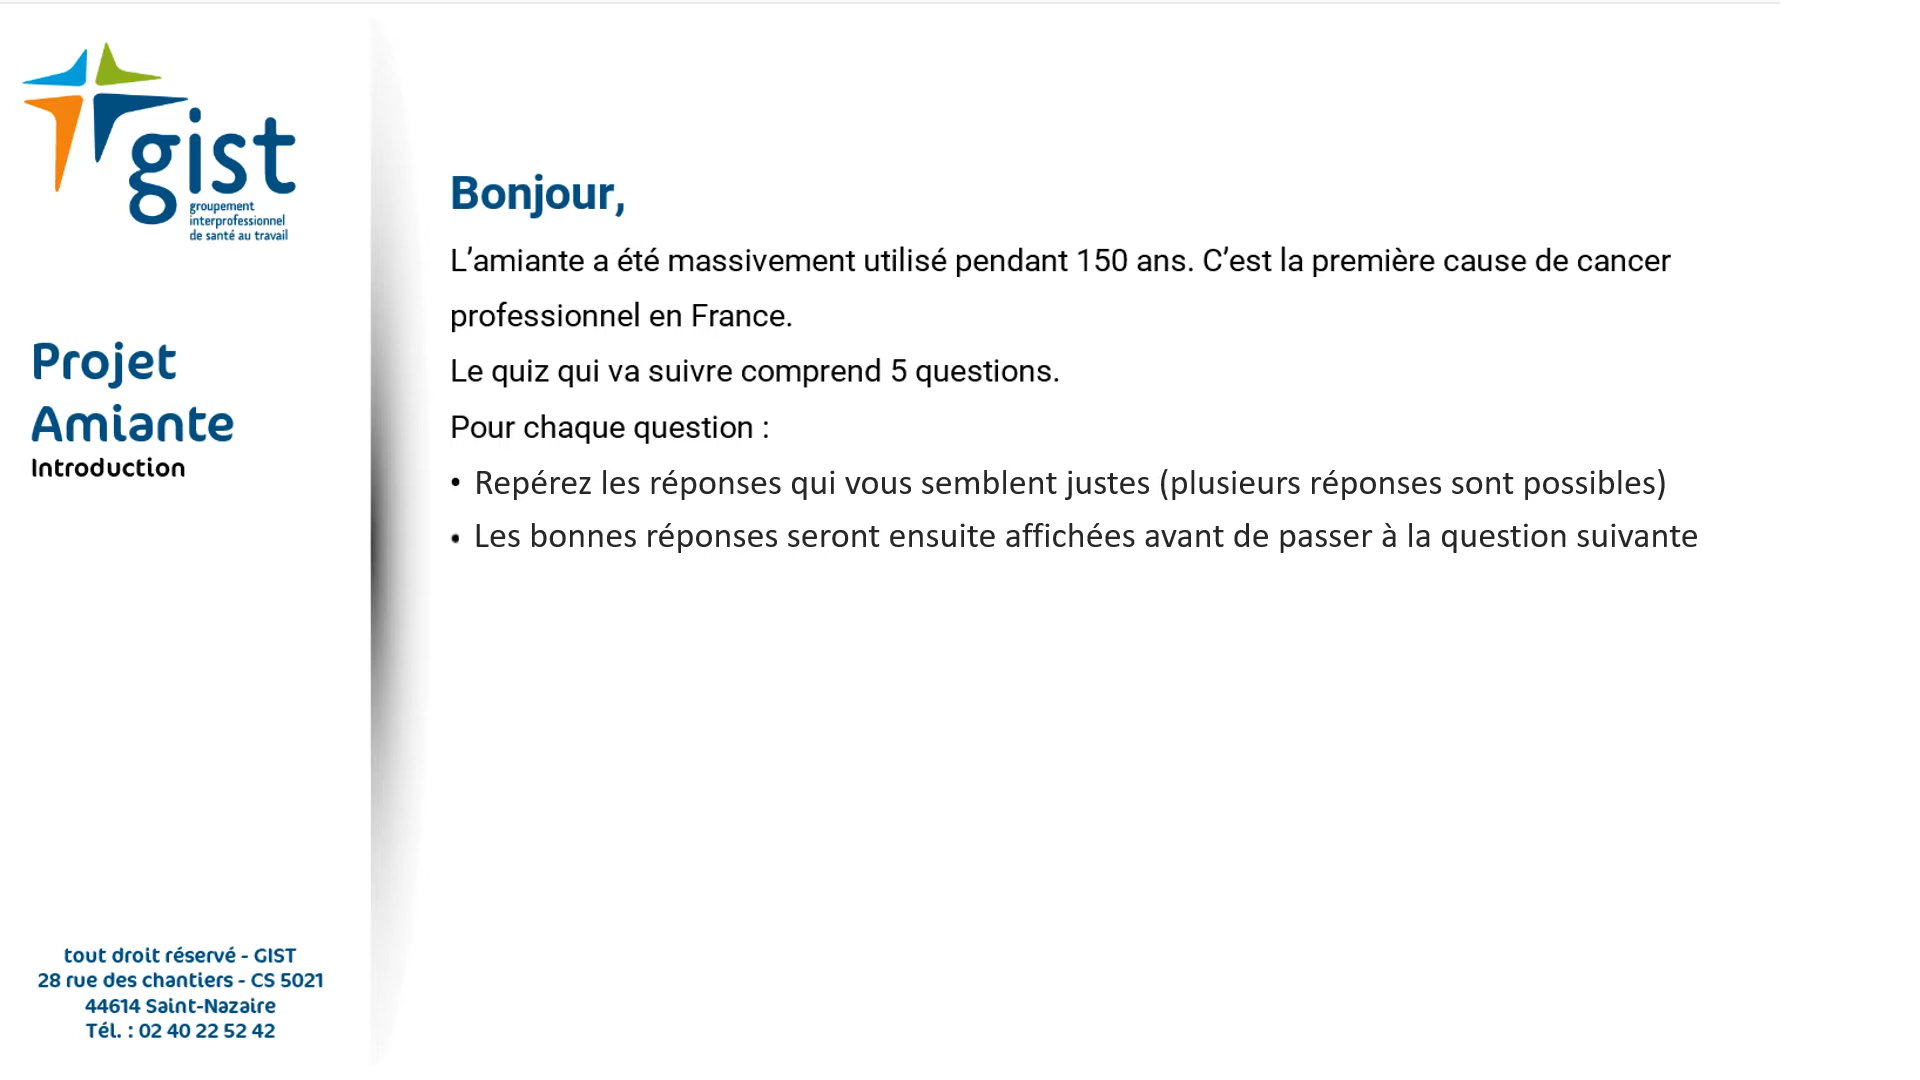 gist
groupement
interprofessionnel
de santé au travail
Projet
Amiante
Introduction
Bonjour,
L’amiante a été massivement utilisé pendant 150 ans. C’est la première cause de cancer
professionnel en France.
Le quiz qui va suivre comprend 5 questions.
Pour chaque question :
• Repérez les réponses qui vous semblent justes (plusieurs réponses sont possibles)
• Les bonnes réponses seront ensuite affichées avant de passer à la question suivante
tout droit réservé - GIST
28 rue des chantiers - CS 5021
44614 Saint-Nazaire
Tél. : 02 40 22 52 42